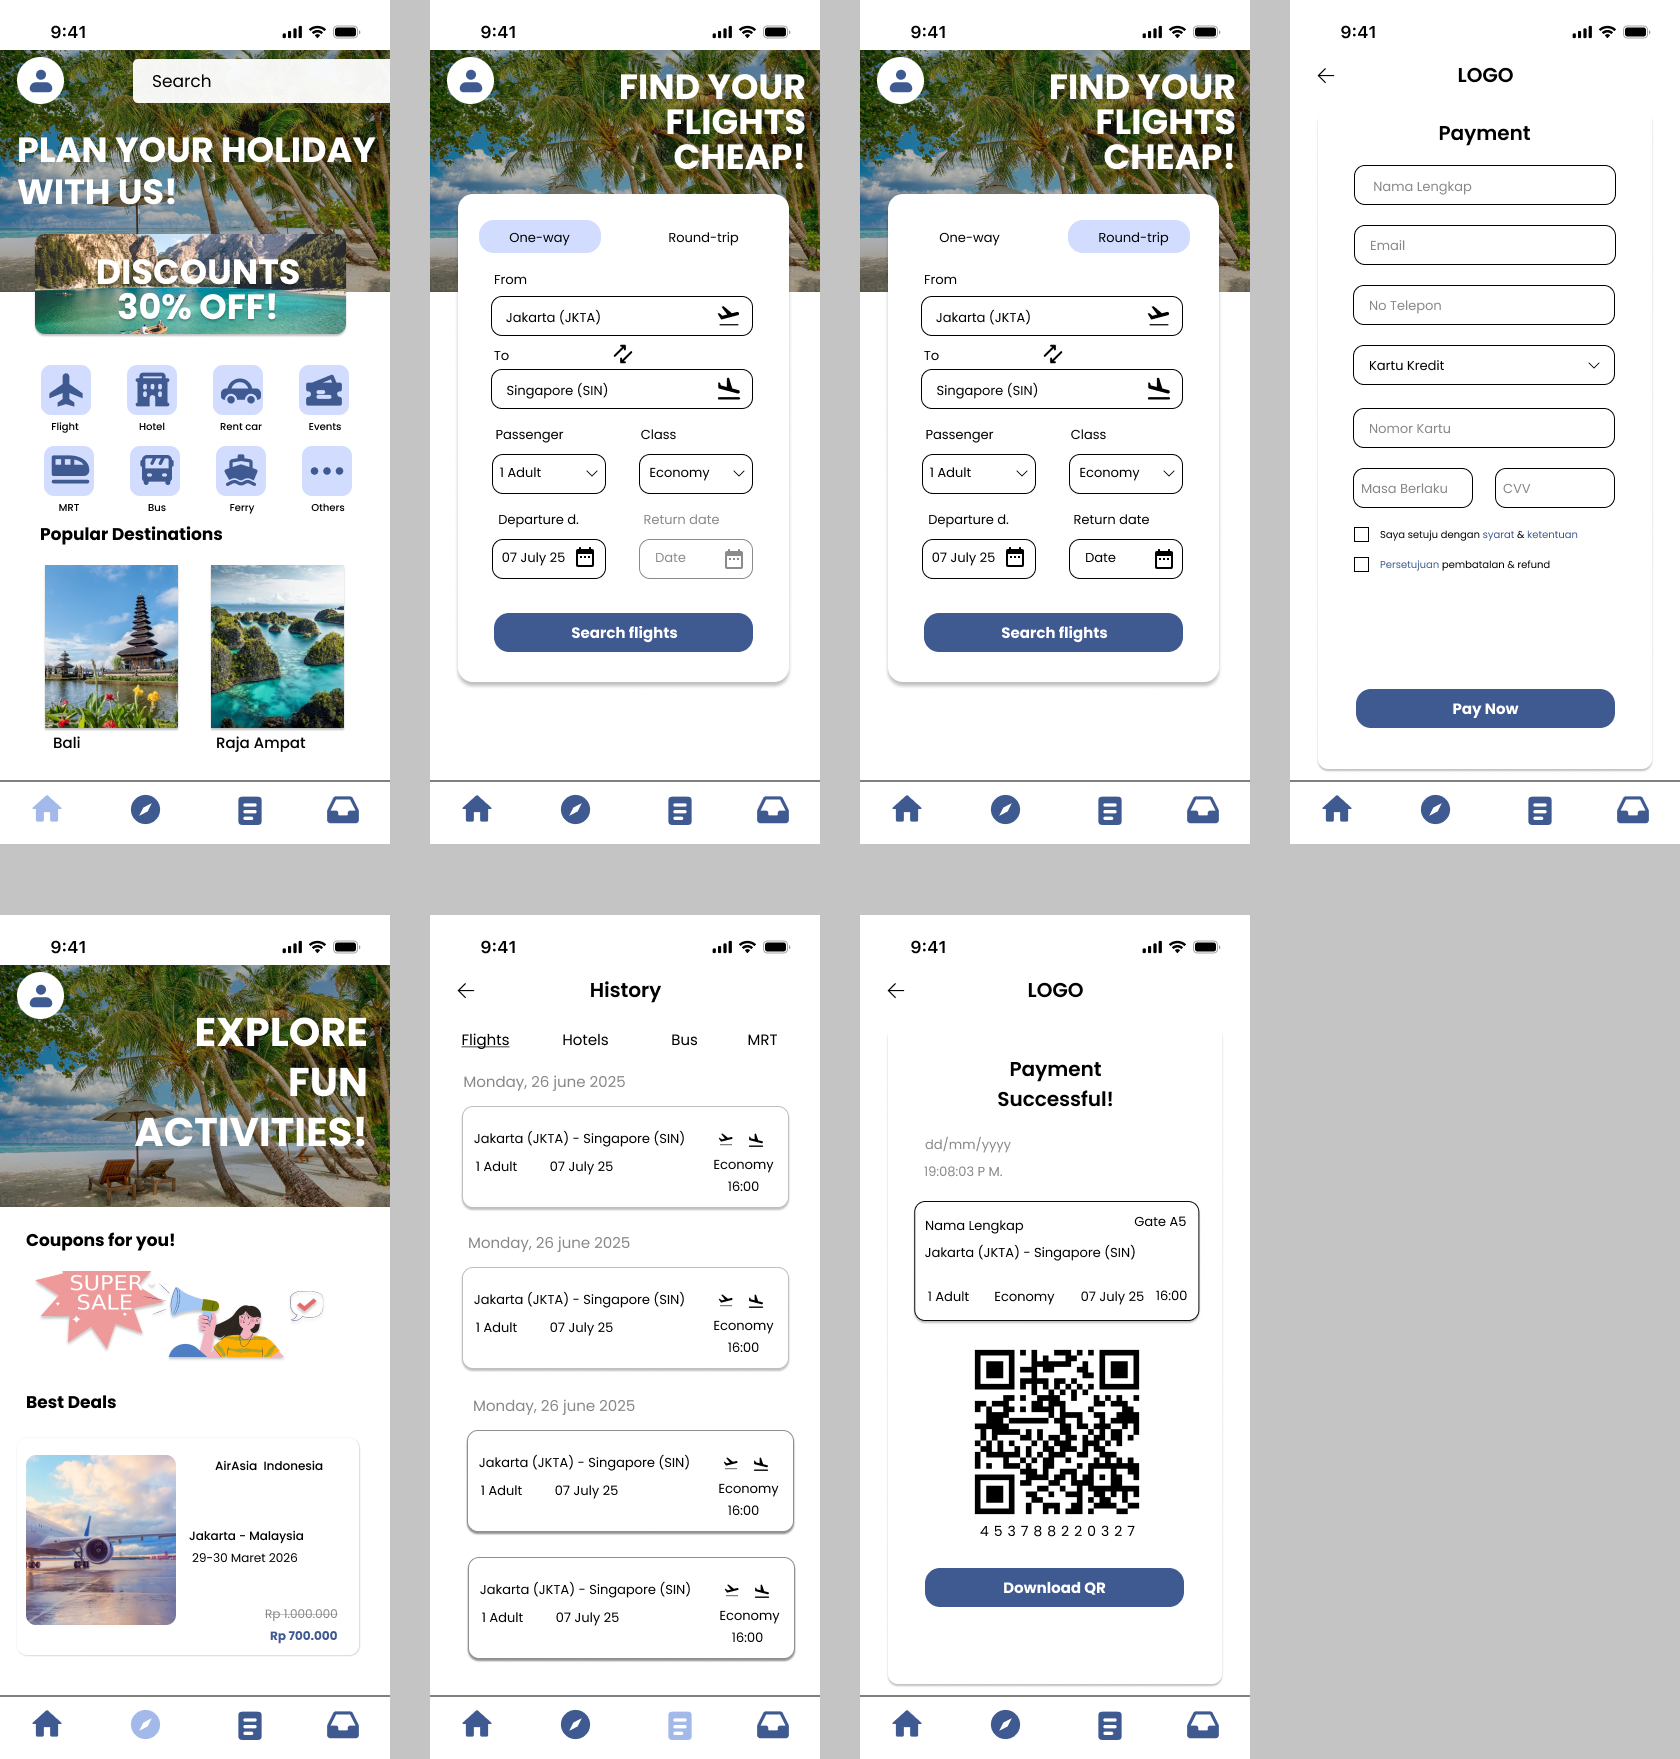 9:41
Search
PLAN YOUR HOLIDAY
WITH US!
DISCOUNTS
30% OFF!
Flight
Hotel
Rent car
Events
MRT
Bus
Ferry
Others
Popular Destinations
Bali
Raja Ampat
9:41
FIND YOUR
FLIGHTS
CHEAP!
One-way
Round-trip
From
Jakarta (JKTA)
To
Singapore (SIN)
Passenger
Class
1 Adult
Economy
Departure d.
Return date
07 July 25
Date
Search flights
9:41
FIND YOUR
FLIGHTS
CHEAP!
One-way
Round-trip
From
Jakarta (JKTA)
To
Singapore (SIN)
Passenger
Class
1 Adult
Economy
Departure d.
Return date
07 July 25
Date
Search flights
9:41
LOGO
Payment
Nama Lengkap
Email
No Telepon
Kartu Kredit
Nomor Kartu
Masa Berlaku
CVV
Saya setuju dengan syarat & ketentuan
Persetujuan pembatalan & refund
Pay Now
9:41
EXPLORE
FUN
ACTIVITIES!
Coupons for you!
SUPER
SALE
Best Deals
AirAsia Indonesia
Jakarta - Malaysia
29-30 Maret 2026
Rp 1.000.000
Rp 700.000
9:41
History
Flights
Hotels
Bus
MRT
Monday, 26 june 2025
Jakarta (JKTA) - Singapore (SIN)
1 Adult
07 July 25
Economy
16:00
Monday, 26 june 2025
Jakarta (JKTA) - Singapore (SIN)
1 Adult
07 July 25
Economy
16:00
Monday, 26 june 2025
Jakarta (JKTA) - Singapore (SIN)
1 Adult
07 July 25
Economy
16:00
Jakarta (JKTA) - Singapore (SIN)
1 Adult
07 July 25
Economy
16:00
9:41
LOGO
Payment
Successful!
dd/mm/yyyy
19:08:03 P M.
Nama Lengkap
Gate A5
Jakarta (JKTA) - Singapore (SIN)
1 Adult
Economy
07 July 25
16:00
4 5 3 7 8 8 2 2 0 3 2 7
Download QR